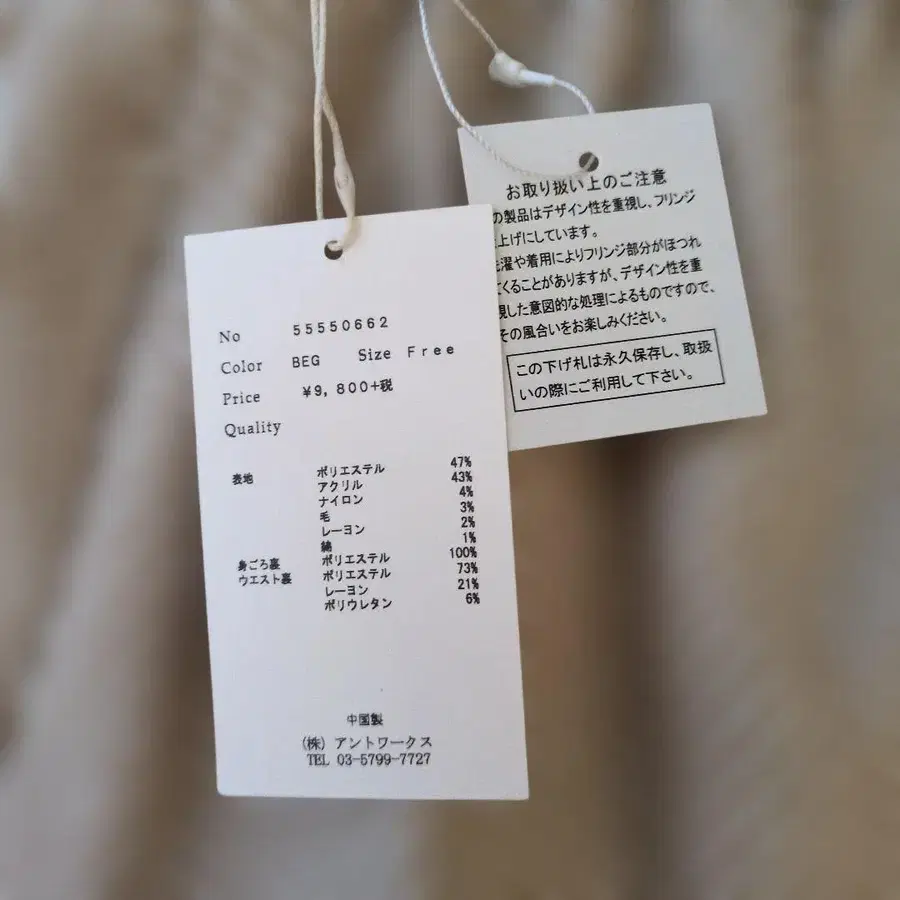 No 55550662
Color BEG Size Free
Price ¥9,800+税
Quality
表地 ポリエステル 47%
アクリル 43%
ナイロン 4%
毛 3%
レーヨン 2%
綿 1%
身ごろ裏 ポリエステル 100%
ウエスト裏 ポリエステル 73%
レーヨン 21%
ポリウレタン 6%
中国製
(株) アントワークス
TEL 03-5799-7727
お取り扱い上のご注意
の製品はデザイン性を重視し、フリンジ
上げにしています。
濯や着用によりフリンジ部分がほつれ
てくることがありますが、デザイン性を重
視した意図的な処理によるものですので、
その風合いをお楽しみください。
この下げ札は永久保存し、取扱
いの際にご利用して下さい。